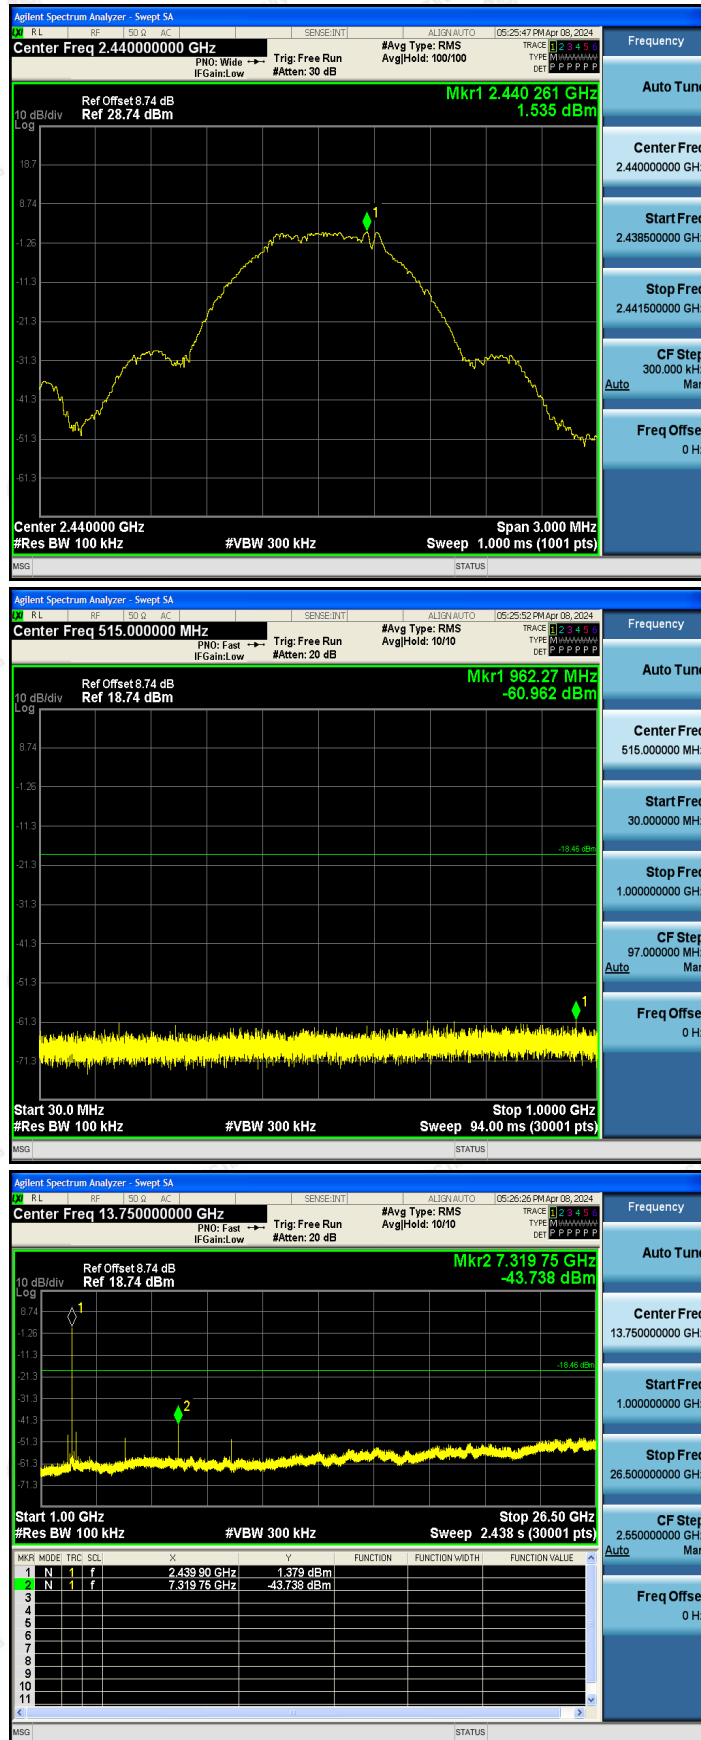 Agilent Spectrum Analyzer - Swept SA
LXI RL RF 50 Ω AC SENSE:INT ALIGN AUTO 05:25:47 PM Apr 08, 2024
Center Freq 2.440000000 GHz #Avg Type: RMS TRACE 1 2 3 4 5 6 Frequency
PNO: Wide Trig: Free Run Avg|Hold: 100/100 TYPE M
IFGain:Low #Atten: 30 dB DET P P P P P P
Auto Tune
Mkr1 2.440 261 GHz
Ref Offset 8.74 dB
10 dB/div Ref 28.74 dBm 1.535 dBm
Log
Center Freq
2.440000000 GHz
18.7
8.74
1
Start Freq
2.438500000 GHz
-1.26
-11.3
Stop Freq
2.441500000 GHz
-21.3
-31.3
CF Step
300.000 kHz
Auto Man
-41.3
-51.3
Freq Offset
0 Hz
-61.3
Center 2.440000 GHz Span 3.000 MHz
#Res BW 100 kHz #VBW 300 kHz Sweep 1.000 ms (1001 pts)
MSG STATUS
Agilent Spectrum Analyzer - Swept SA
LXI RL RF 50 Ω AC SENSE:INT ALIGN AUTO 05:25:52 PM Apr 08, 2024
Center Freq 515.000000 MHz #Avg Type: RMS TRACE 1 2 3 4 5 6 Frequency
PNO: Fast Trig: Free Run Avg|Hold: 10/10 TYPE M
IFGain:Low #Atten: 20 dB DET P P P P P P
Auto Tune
Mkr1 962.27 MHz
Ref Offset 8.74 dB
10 dB/div Ref 18.74 dBm -60.962 dBm
Log
Center Freq
515.000000 MHz
8.74
-1.26
Start Freq
30.000000 MHz
-11.3
-18.46 dBm
-21.3
Stop Freq
1.000000000 GHz
-31.3
-41.3
CF Step
97.000000 MHz
Auto Man
-51.3
1
-61.3
Freq Offset
0 Hz
-71.3
Start 30.0 MHz Stop 1.0000 GHz
#Res BW 100 kHz #VBW 300 kHz Sweep 94.00 ms (30001 pts)
MSG STATUS
Agilent Spectrum Analyzer - Swept SA
LXI RL RF 50 Ω AC SENSE:INT ALIGN AUTO 05:26:26 PM Apr 08, 2024
Center Freq 13.750000000 GHz #Avg Type: RMS TRACE 1 2 3 4 5 6 Frequency
PNO: Fast Trig: Free Run Avg|Hold: 10/10 TYPE M
IFGain:Low #Atten: 20 dB DET P P P P P P
Auto Tune
Mkr2 7.319 75 GHz
Ref Offset 8.74 dB
10 dB/div Ref 18.74 dBm -43.738 dBm
Log
8.74
1
Center Freq
13.750000000 GHz
-1.26
-11.3
-18.46 dBm
-21.3
Start Freq
1.000000000 GHz
-31.3
2
-41.3
-51.3
Stop Freq
26.500000000 GHz
-61.3
-71.3
Start 1.00 GHz Stop 26.50 GHz
#Res BW 100 kHz #VBW 300 kHz Sweep 2.438 s (30001 pts)
CF Step
2.550000000 GHz
Auto Man
MKR MODE TRC SCL X Y FUNCTION FUNCTION WIDTH FUNCTION VALUE
1 N 1 f 2.439 90 GHz 1.379 dBm
2 N 1 f 7.319 75 GHz -43.738 dBm
3
4
Freq Offset
0 Hz
5
6
7
8
9
10
11
MSG STATUS